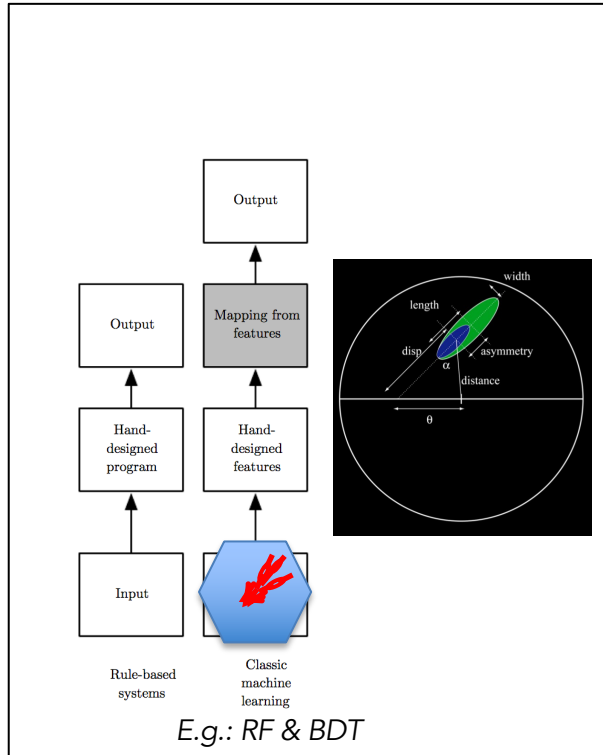 Output
Output
Mapping from
features
Hand-
designed
program
Hand-
designed
features
Input
Rule-based
systems
Classic
machine
learning
E.g.: RF & BDT
width
length
disp
asymmetry
α
distance
θ